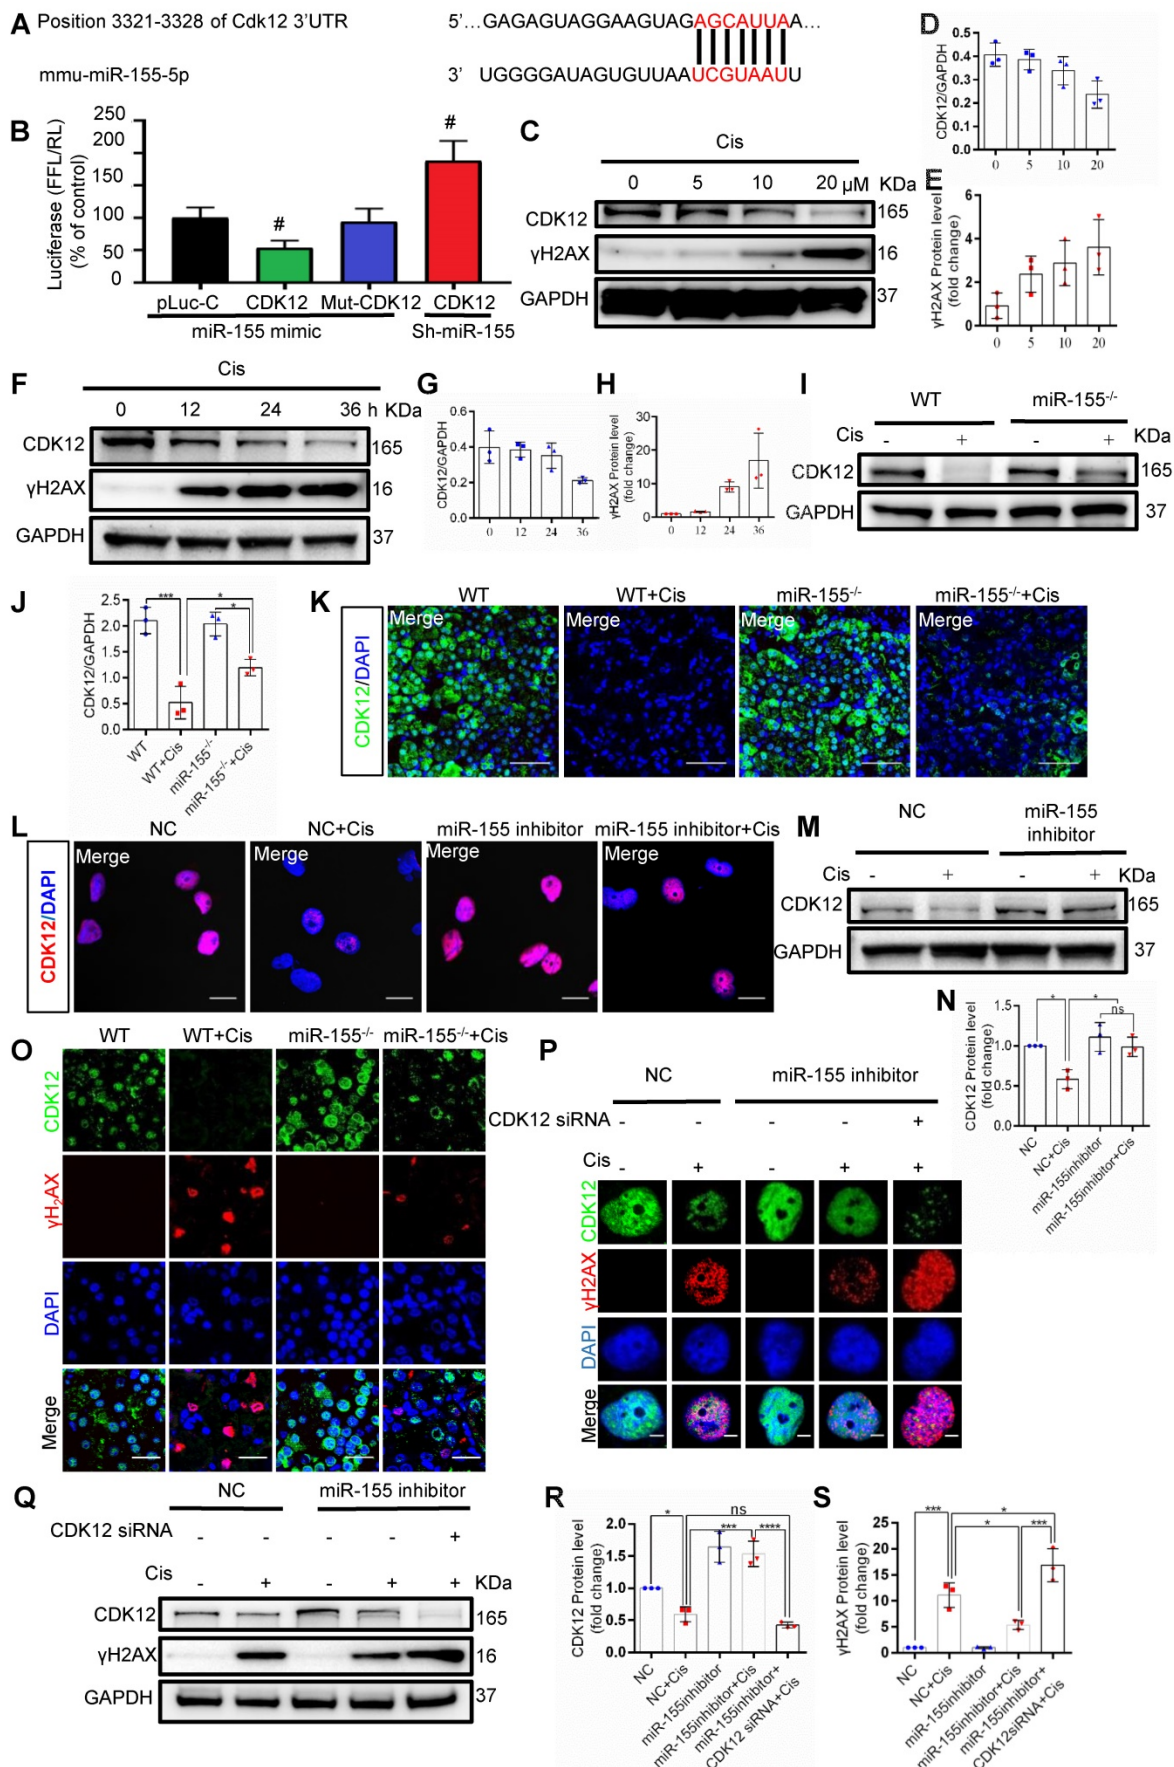 A Position 3321-3328 of Cdk12 3'UTR
5'...GAGAGUAGGAAGUAGAGCAUUAA...
mmu-miR-155-5p
3' UGGGGAUAGUGUUAAUCGUAAUU
B
Luciferase (FFL/RL)
(% of control)
250
200
150
100
50
0
# #
pLuc-C CDK12 Mut-CDK12 CDK12
miR-155 mimic Sh-miR-155
C
Cis
0 5 10 20 μM KDa
CDK12 165
γH2AX 16
GAPDH 37
D
CDK12/GAPDH
0.5
0.4
0.3
0.2
0.1
0.0
0 5 10 20
E
γH2AX Protein level
(fold change)
6
4
2
0
0 5 10 20
F
Cis
0 12 24 36 h KDa
CDK12 165
γH2AX 16
GAPDH 37
G
CDK12/GAPDH
0.6
0.4
0.2
0.0
0 12 24 36
H
γH2AX Protein level
(fold change)
30
20
10
0
0 12 24 36
I
WT miR-155-/-
Cis - + - + KDa
CDK12 165
GAPDH 37
J
CDK12/GAPDH
2.5
2.0
1.5
1.0
0.5
0.0
*** * *
WT
WT+Cis
miR-155-/-
miR-155-/-+Cis
K
WT WT+Cis miR-155-/- miR-155-/-+Cis
CDK12/DAPI
Merge Merge Merge Merge
L
NC NC+Cis miR-155 inhibitor miR-155 inhibitor+Cis
CDK12/DAPI
Merge Merge Merge Merge
M
NC miR-155
inhibitor
Cis - + - + KDa
CDK12 165
GAPDH 37
N
CDK12 Protein level
(fold change)
1.5
1.0
0.5
0.0
* * ns
NC
NC+Cis
miR-155inhibitor
miR-155inhibitor+Cis
O
WT WT+Cis miR-155-/- miR-155-/-+Cis
CDK12
γH2AX
DAPI
Merge
P
NC miR-155 inhibitor
CDK12 siRNA - - - - +
Cis - + - + +
CDK12
γH2AX
DAPI
Merge
Q
NC miR-155 inhibitor
CDK12 siRNA - - - - +
Cis - + - + + KDa
CDK12 165
γH2AX 16
GAPDH 37
R
CDK12 Protein level
(fold change)
2.0
1.5
1.0
0.5
0.0
* ns *** ****
NC
NC+Cis
miR-155inhibitor
miR-155inhibitor+Cis
miR-155inhibitor+
CDK12 siRNA+Cis
S
γH2AX Protein level
(fold change)
25
20
15
10
5
0
*** * * ***
NC
NC+Cis
miR-155inhibitor
miR-155inhibitor+Cis
miR-155inhibitor+
CDK12siRNA+Cis